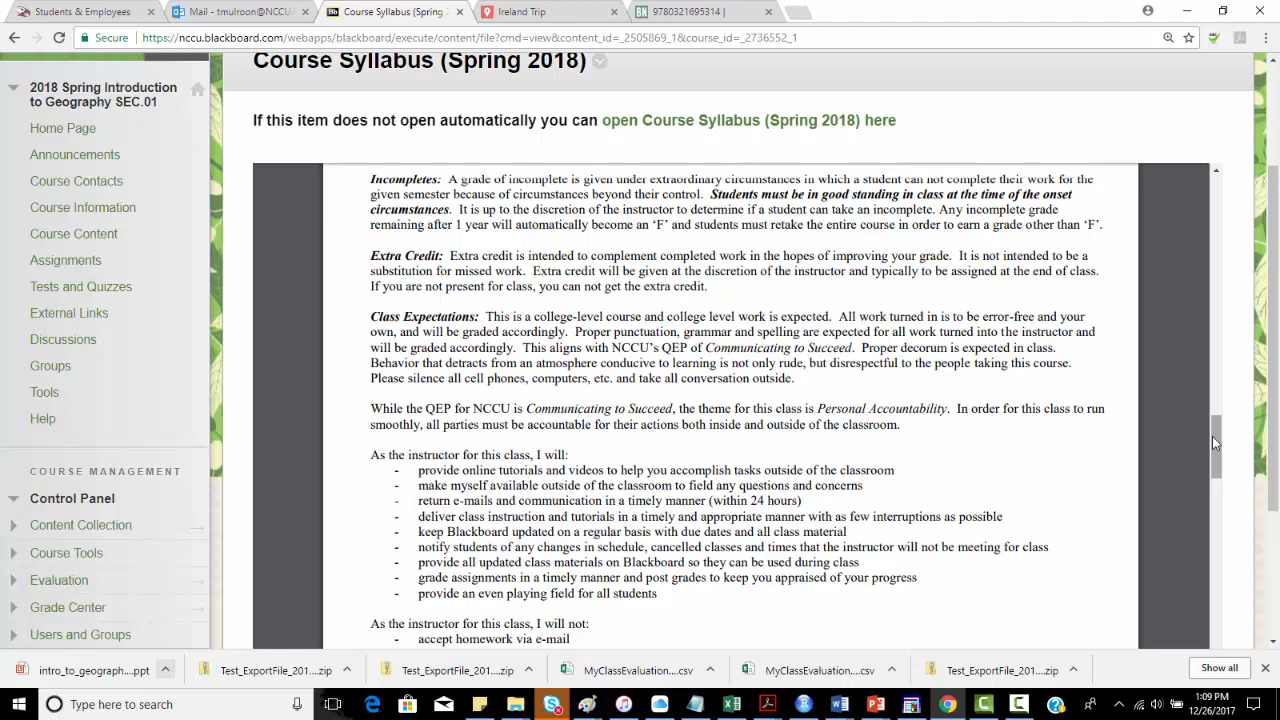 Students & Employees
Mail - tmulroon@NCCU
Bb Course Syllabus (Spring
Ireland Trip
9780321695314 |
Secure | https://nccu.blackboard.com/webapps/blackboard/execute/content/file?cmd=view&content_id=_2505869_1&course_id=_2736552_1
Course Syllabus (Spring 2018)
2018 Spring Introduction
to Geography SEC.01
Home Page
Announcements
Course Contacts
Course Information
Course Content
Assignments
Tests and Quizzes
External Links
Discussions
Groups
Tools
Help
COURSE MANAGEMENT
Control Panel
Content Collection
Course Tools
Evaluation
Grade Center
Users and Groups
If this item does not open automatically you can open Course Syllabus (Spring 2018) here
Incompletes: A grade of incomplete is given under extraordinary circumstances in which a student can not complete their work for the
given semester because of circumstances beyond their control. Students must be in good standing in class at the time of the onset
circumstances. It is up to the discretion of the instructor to determine if a student can take an incomplete. Any incomplete grade
remaining after 1 year will automatically become an ‘F’ and students must retake the entire course in order to earn a grade other than ‘F’.
Extra Credit: Extra credit is intended to complement completed work in the hopes of improving your grade. It is not intended to be a
substitution for missed work. Extra credit will be given at the discretion of the instructor and typically to be assigned at the end of class.
If you are not present for class, you can not get the extra credit.
Class Expectations: This is a college-level course and college level work is expected. All work turned in is to be error-free and your
own, and will be graded accordingly. Proper punctuation, grammar and spelling are expected for all work turned into the instructor and
will be graded accordingly. This aligns with NCCU’s QEP of Communicating to Succeed. Proper decorum is expected in class.
Behavior that detracts from an atmosphere conducive to learning is not only rude, but disrespectful to the people taking this course.
Please silence all cell phones, computers, etc. and take all conversation outside.
While the QEP for NCCU is Communicating to Succeed, the theme for this class is Personal Accountability. In order for this class to run
smoothly, all parties must be accountable for their actions both inside and outside of the classroom.
As the instructor for this class, I will:
- provide online tutorials and videos to help you accomplish tasks outside of the classroom
- make myself available outside of the classroom to field any questions and concerns
- return e-mails and communication in a timely manner (within 24 hours)
- deliver class instruction and tutorials in a timely and appropriate manner with as few interruptions as possible
- keep Blackboard updated on a regular basis with due dates and all class material
- notify students of any changes in schedule, cancelled classes and times that the instructor will not be meeting for class
- provide all updated class materials on Blackboard so they can be used during class
- grade assignments in a timely manner and post grades to keep you appraised of your progress
- provide an even playing field for all students
As the instructor for this class, I will not:
- accept homework via e-mail
intro_to_geograph....ppt
Test_ExportFile_201....zip
Test_ExportFile_201....zip
MyClassEvaluation....csv
MyClassEvaluation....csv
Test_ExportFile_201....zip
Show all
Type here to search
1:09 PM
12/26/2017